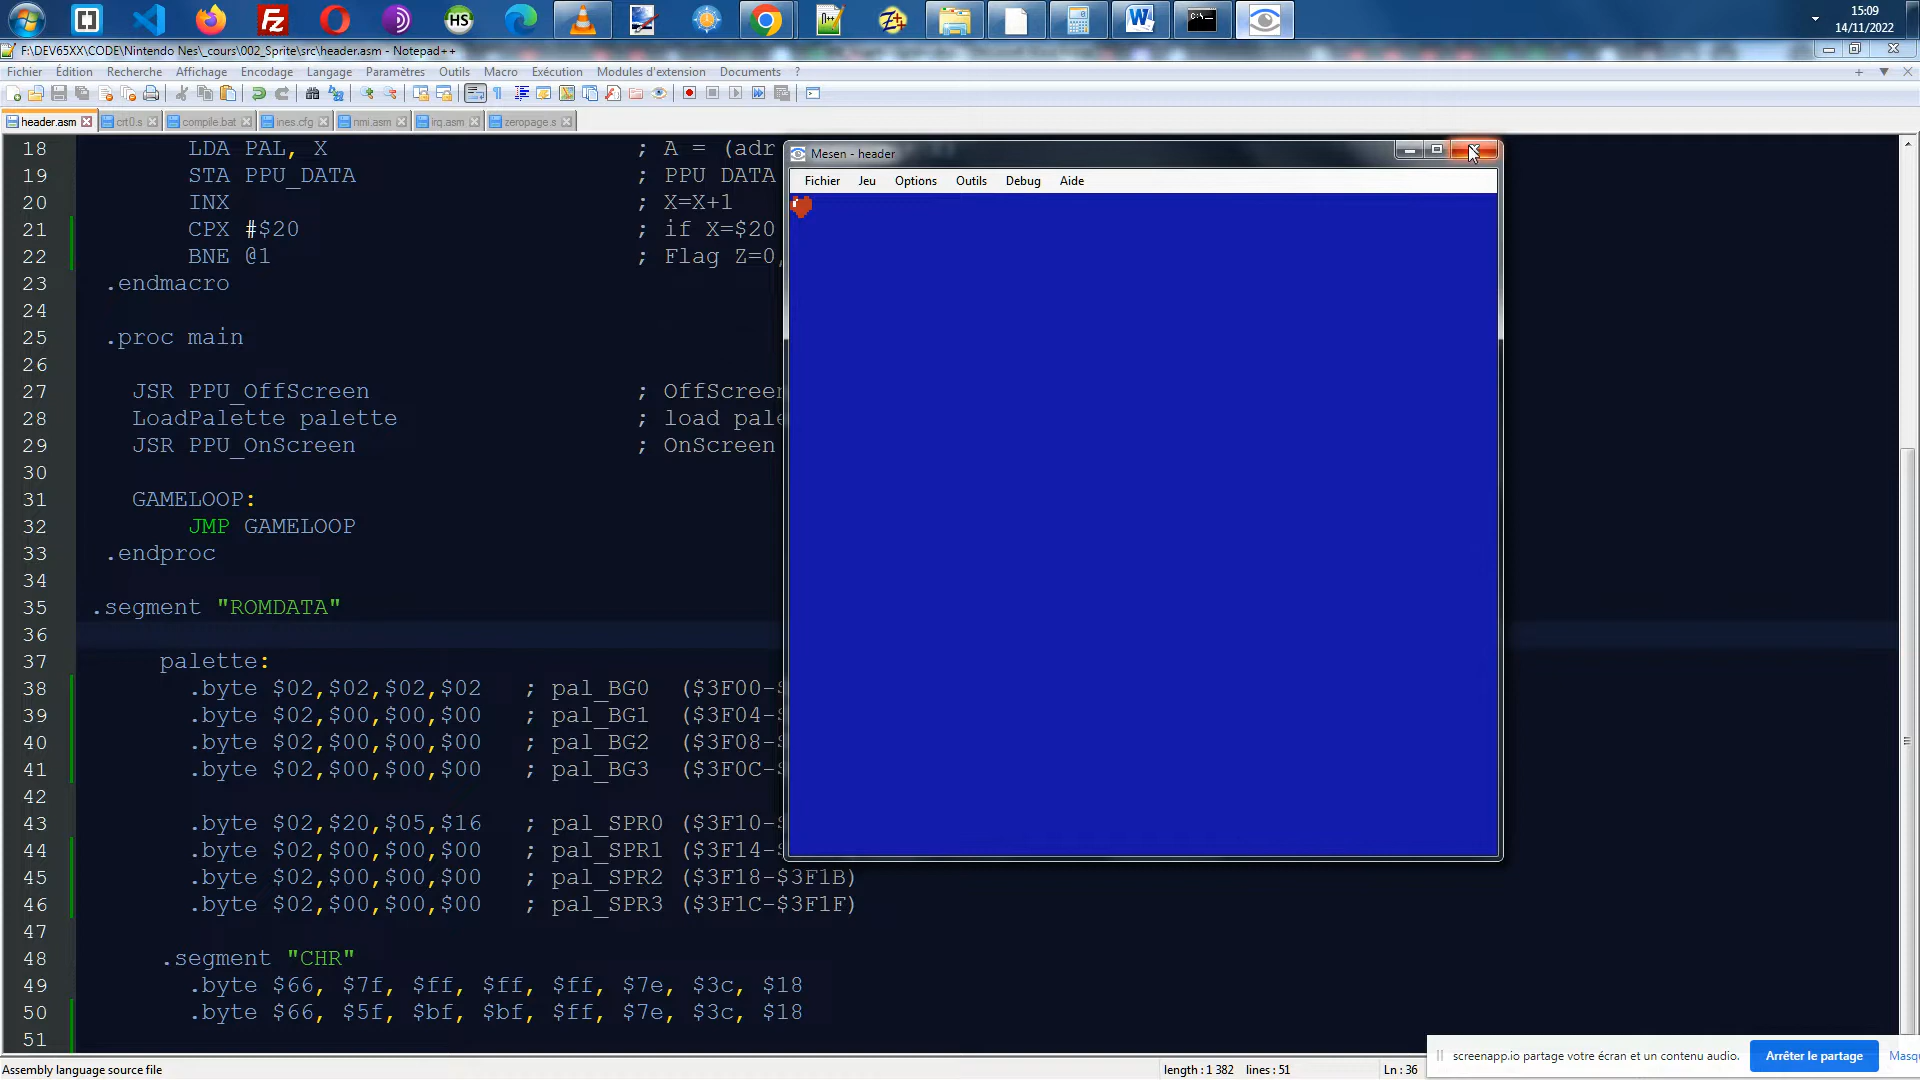 15:09
14/11/2022
F:\DEV65XX\CODE\Nintendo Nes\_cours\002_Sprite\src\header.asm - Notepad++
Fichier Édition Recherche Affichage Encodage Langage Paramètres Outils Macro Exécution Modules d'extension Documents ?
header.asm crt0.s compile.bat ines.cfg nmi.asm irq.asm zeropage.s
18 LDA PAL, X ; A = (adr
19 STA PPU_DATA ; PPU DATA
20 INX ; X=X+1
21 CPX #$20 ; if X=$20
22 BNE @1 ; Flag Z=0,
23 .endmacro
24
25 .proc main
26
27 JSR PPU_OffScreen ; OffScreen
28 LoadPalette palette ; load pale
29 JSR PPU_OnScreen ; OnScreen
30
31 GAMELOOP:
32 JMP GAMELOOP
33 .endproc
34
35 .segment "ROMDATA"
36
37 palette:
38 .byte $02,$02,$02,$02 ; pal_BG0 ($3F00-$
39 .byte $02,$00,$00,$00 ; pal_BG1 ($3F04-$
40 .byte $02,$00,$00,$00 ; pal_BG2 ($3F08-$
41 .byte $02,$00,$00,$00 ; pal_BG3 ($3F0C-$
42
43 .byte $02,$20,$05,$16 ; pal_SPR0 ($3F10-$
44 .byte $02,$00,$00,$00 ; pal_SPR1 ($3F14-$
45 .byte $02,$00,$00,$00 ; pal_SPR2 ($3F18-$3F1B)
46 .byte $02,$00,$00,$00 ; pal_SPR3 ($3F1C-$3F1F)
47
48 .segment "CHR"
49 .byte $66, $7f, $ff, $ff, $ff, $7e, $3c, $18
50 .byte $66, $5f, $bf, $bf, $ff, $7e, $3c, $18
51
Mesen - header
Fichier Jeu Options Outils Debug Aide
screenapp.io partage votre écran et un contenu audio. Arrêter le partage Masqu
Assembly language source file length : 1 382 lines : 51 Ln : 36